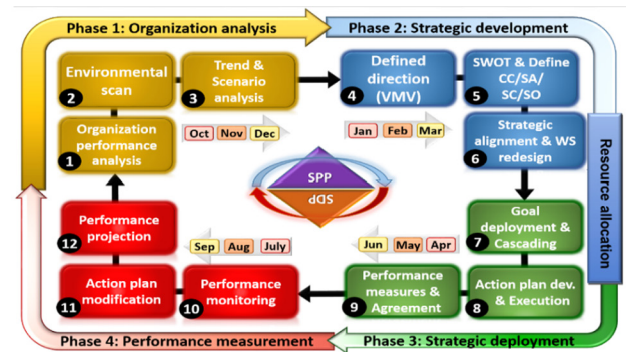 Phase 1: Organization analysis
Phase 2: Strategic development
Environmental
scan
2
Trend &
Scenario
analysis
3
Defined
direction
(VMV)
4
SWOT & Define
CC/SA/
SC/SO
5
Organization
performance
analysis
1
Oct Nov Dec
Jan Feb Mar
Strategic
alignment & WS
redesign
6
Resource allocation
SPP
SDP
Performance
projection
12
Sep Aug July
Jun May Apr
Goal
deployment &
Cascading
7
Action plan
modification
11
Performance
monitoring
10
Performance
measures &
Agreement
9
Action plan dev.
& Execution
8
Phase 4: Performance measurement
Phase 3: Strategic deployment